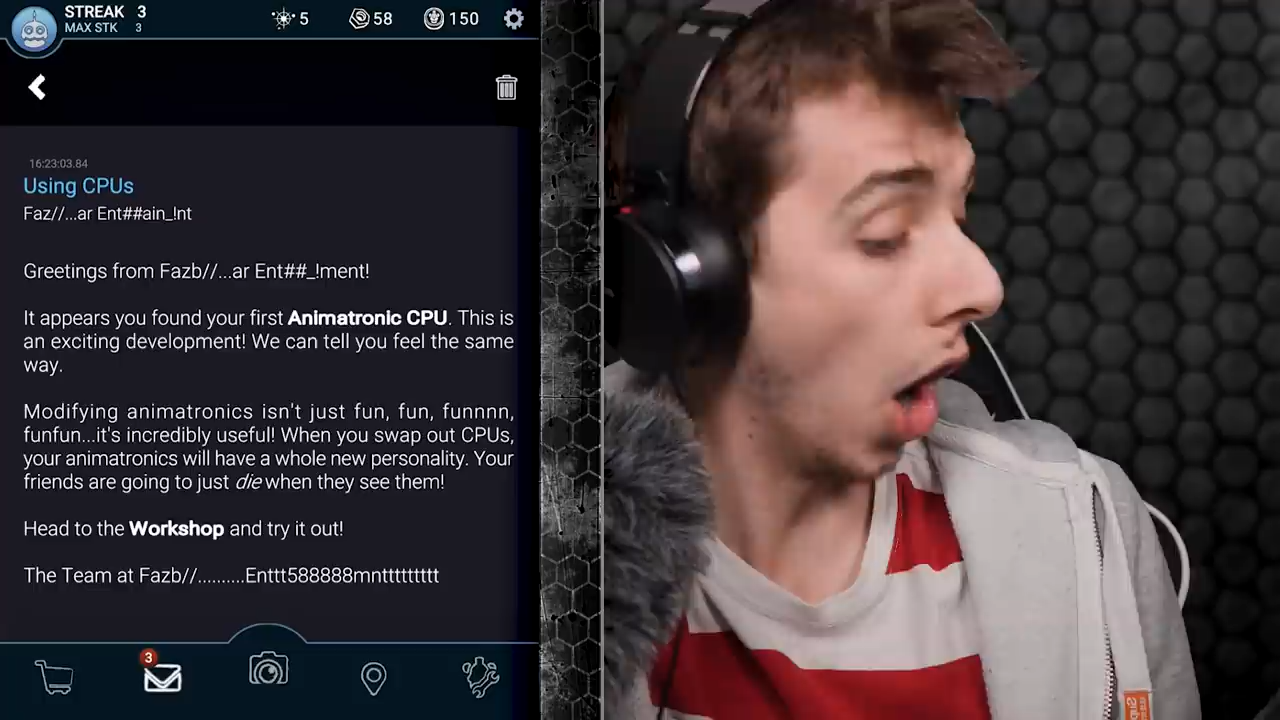 STREAK 3
MAX STK 3
5
58
150
16:23:03.84
Using CPUs
Faz//...ar Ent##ain_!nt
Greetings from Fazb//...ar Ent##_!ment!
It appears you found your first Animatronic CPU. This is
an exciting development! We can tell you feel the same
way.
Modifying animatronics isn't just fun, fun, funnnn,
funfun...it's incredibly useful! When you swap out CPUs,
your animatronics will have a whole new personality. Your
friends are going to just die when they see them!
Head to the Workshop and try it out!
The Team at Fazb//..........Enttt588888mnttttttttt
3